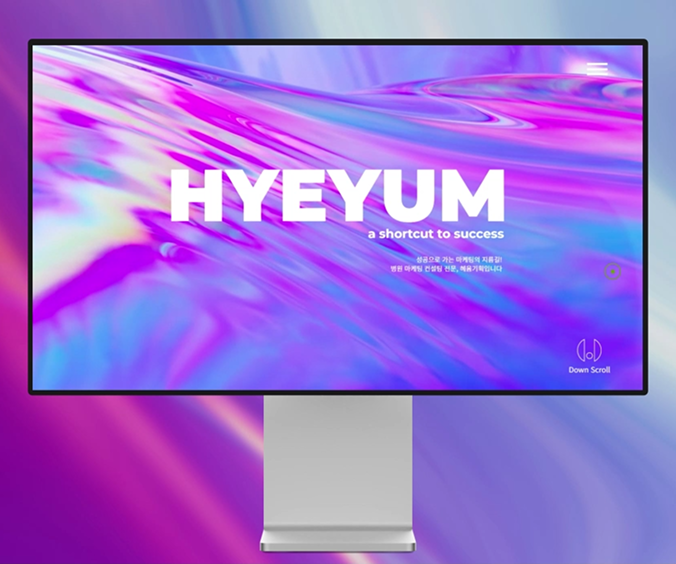 HYEYUM
a shortcut to success
성공으로 가는 마케팅의 지름길!
병원 마케팅 컨설팅 전문, 혜윰기획입니다
Down Scroll